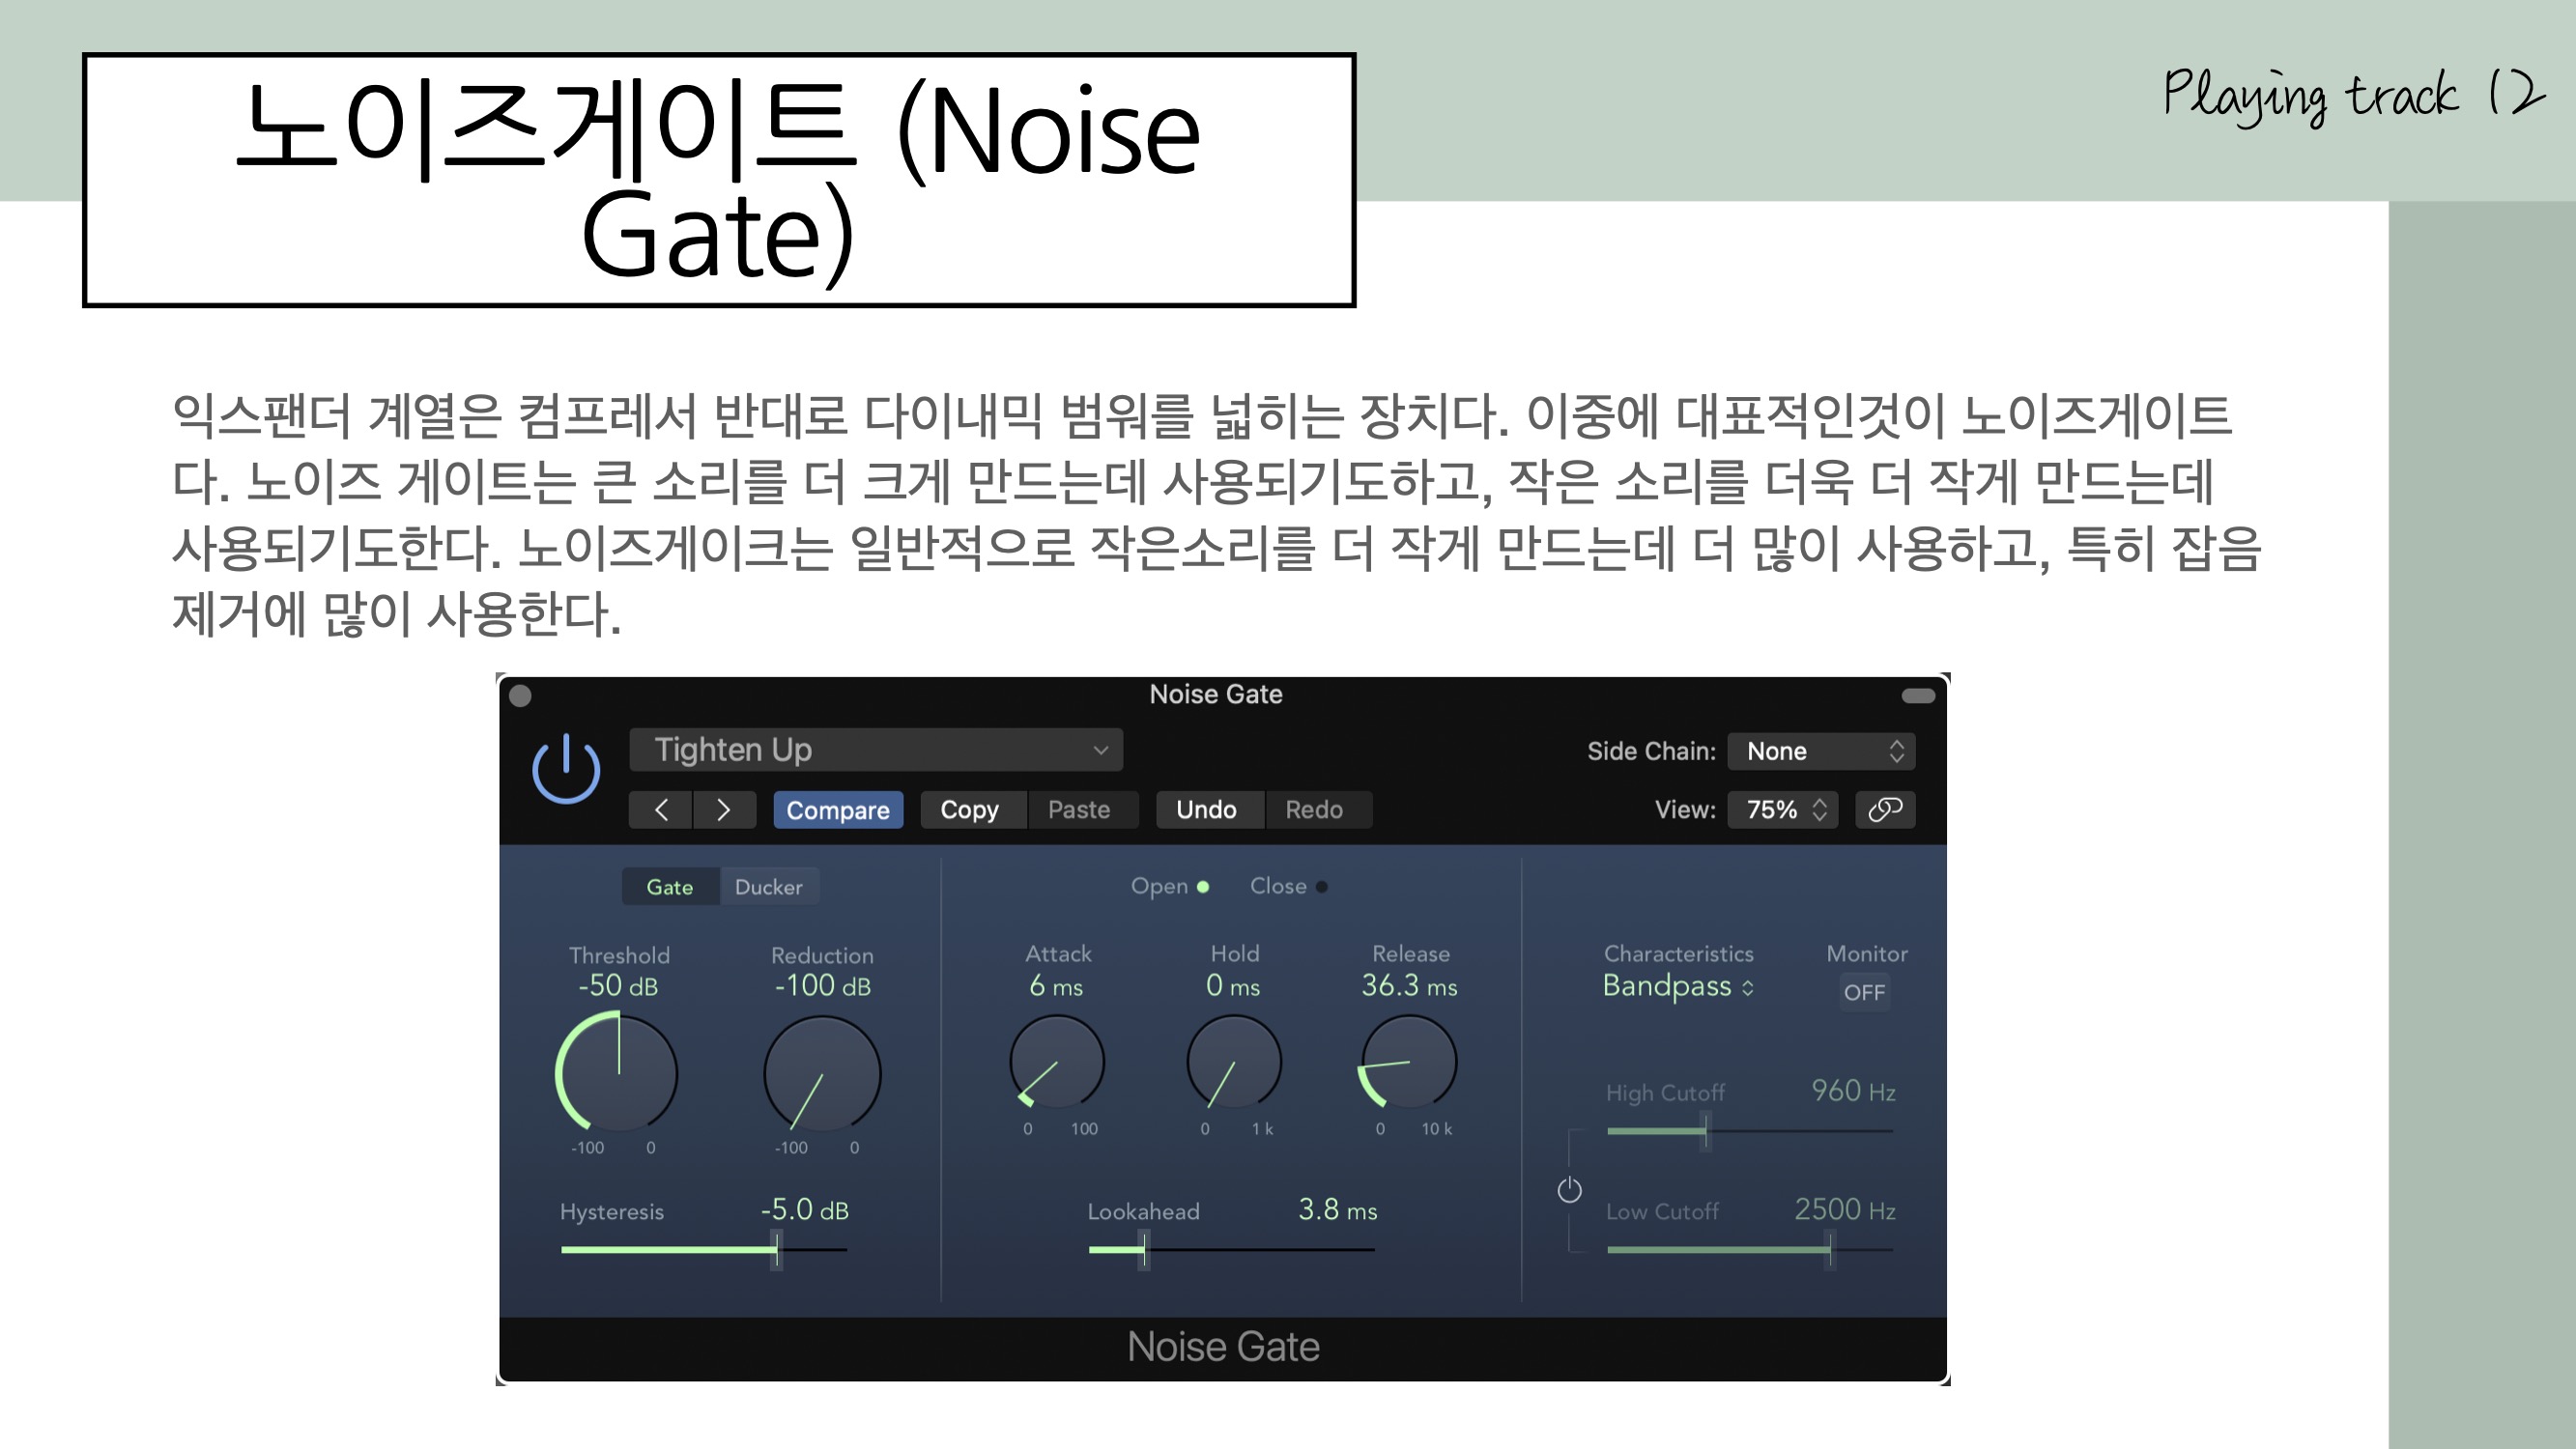 노이즈게이트 (Noise
Gate)
Playing track 12
익스팬더 계열은 컴프레서 반대로 다이내믹 범워를 넓히는 장치다. 이중에 대표적인것이 노이즈게이트
다. 노이즈 게이트는 큰 소리를 더 크게 만드는데 사용되기도하고, 작은 소리를 더욱 더 작게 만드는데
사용되기도한다. 노이즈게이크는 일반적으로 작은소리를 더 작게 만드는데 더 많이 사용하고, 특히 잡음
제거에 많이 사용한다.
Noise Gate
Tighten Up
Side Chain: None
Compare Copy Paste Undo Redo
View: 75%
Gate Ducker
Open Close
Threshold Reduction Attack Hold Release Characteristics Monitor
-50 dB -100 dB 6 ms 0 ms 36.3 ms Bandpass OFF
-100 0 -100 0 0 100 0 1 k 0 10 k
High Cutoff 960 Hz
Hysteresis -5.0 dB Lookahead 3.8 ms Low Cutoff 2500 Hz
Noise Gate